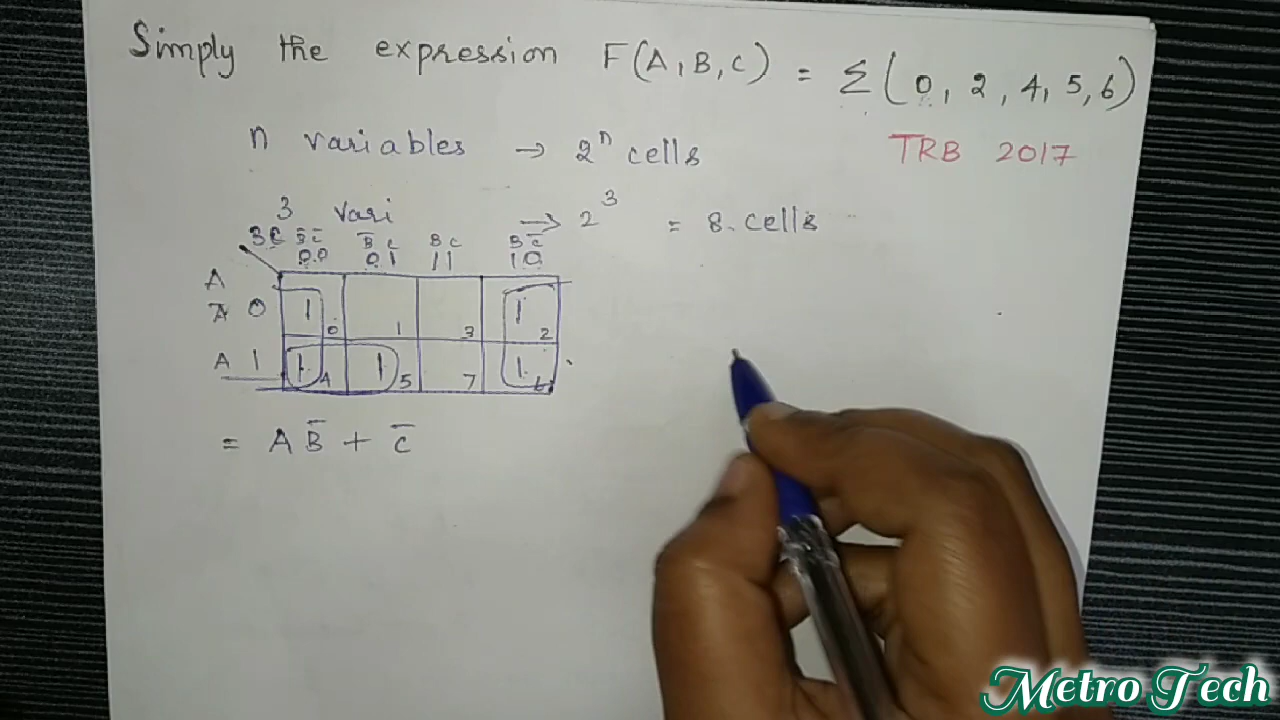 Simply the expression F(A,B,C) = Σ(0, 2, 4, 5, 6)
n variables → 2ⁿ cells
TRB 2017
3 Vari → 2³ = 8. cells
BC B̅C̅ B̅C BC BC̅
00 01 11 10
A
A̅ 0 1 0 1 3 1 2
A 1 1 4 1 5 7 1 6
= AB̅ + C̅
Metro Tech